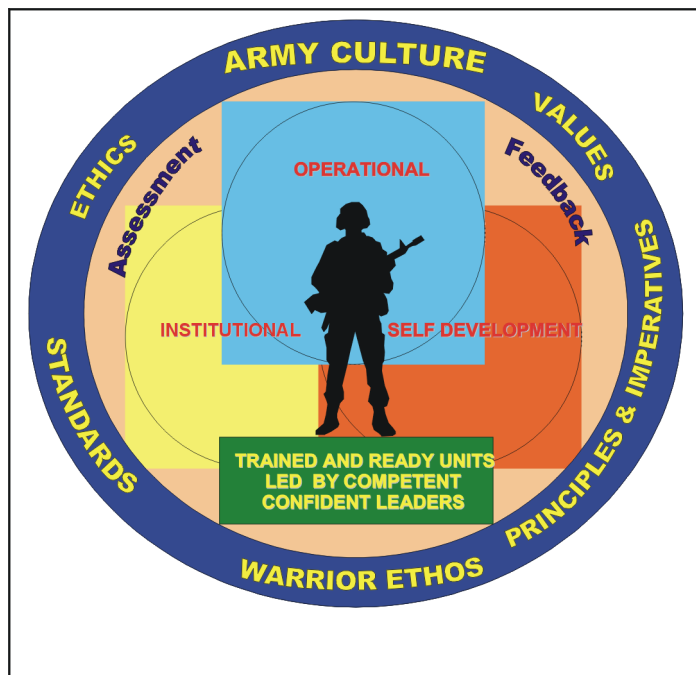 ARMY CULTURE
ETHICS
VALUES
Assessment
Feedback
OPERATIONAL
INSTITUTIONAL
SELF DEVELOPMENT
STANDARDS
PRINCIPLES & IMPERATIVES
TRAINED AND READY UNITS
LED BY COMPETENT
CONFIDENT LEADERS
WARRIOR ETHOS